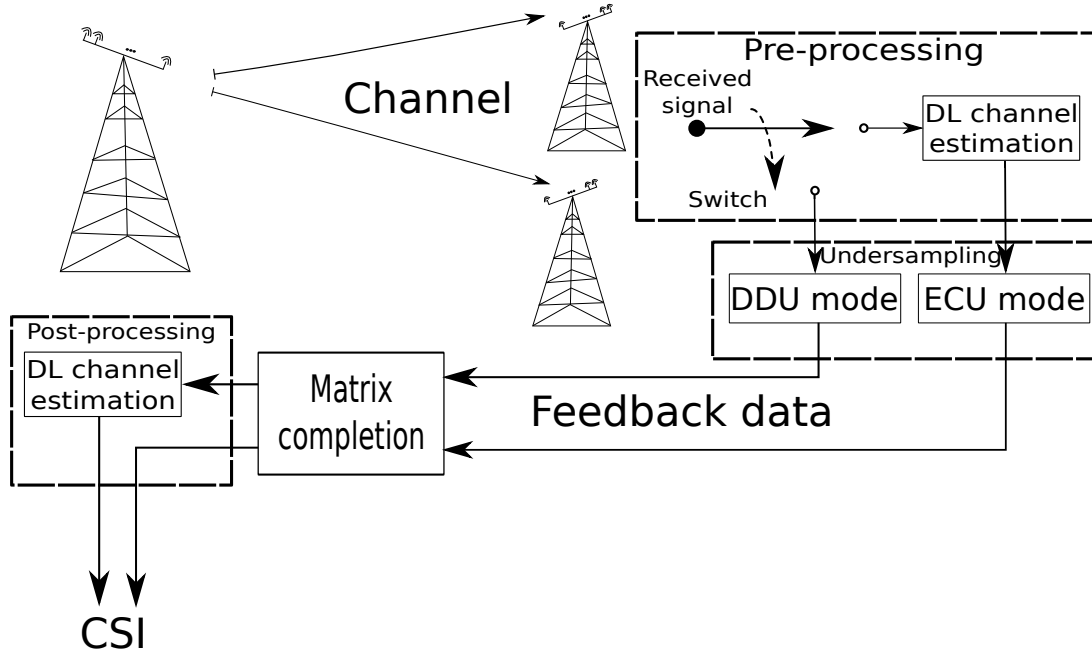 Pre-processing
Channel
Received
signal
DL channel
estimation
Switch
Undersampling
DDU mode
ECU mode
Post-processing
DL channel
estimation
Matrix
completion
Feedback data
CSI